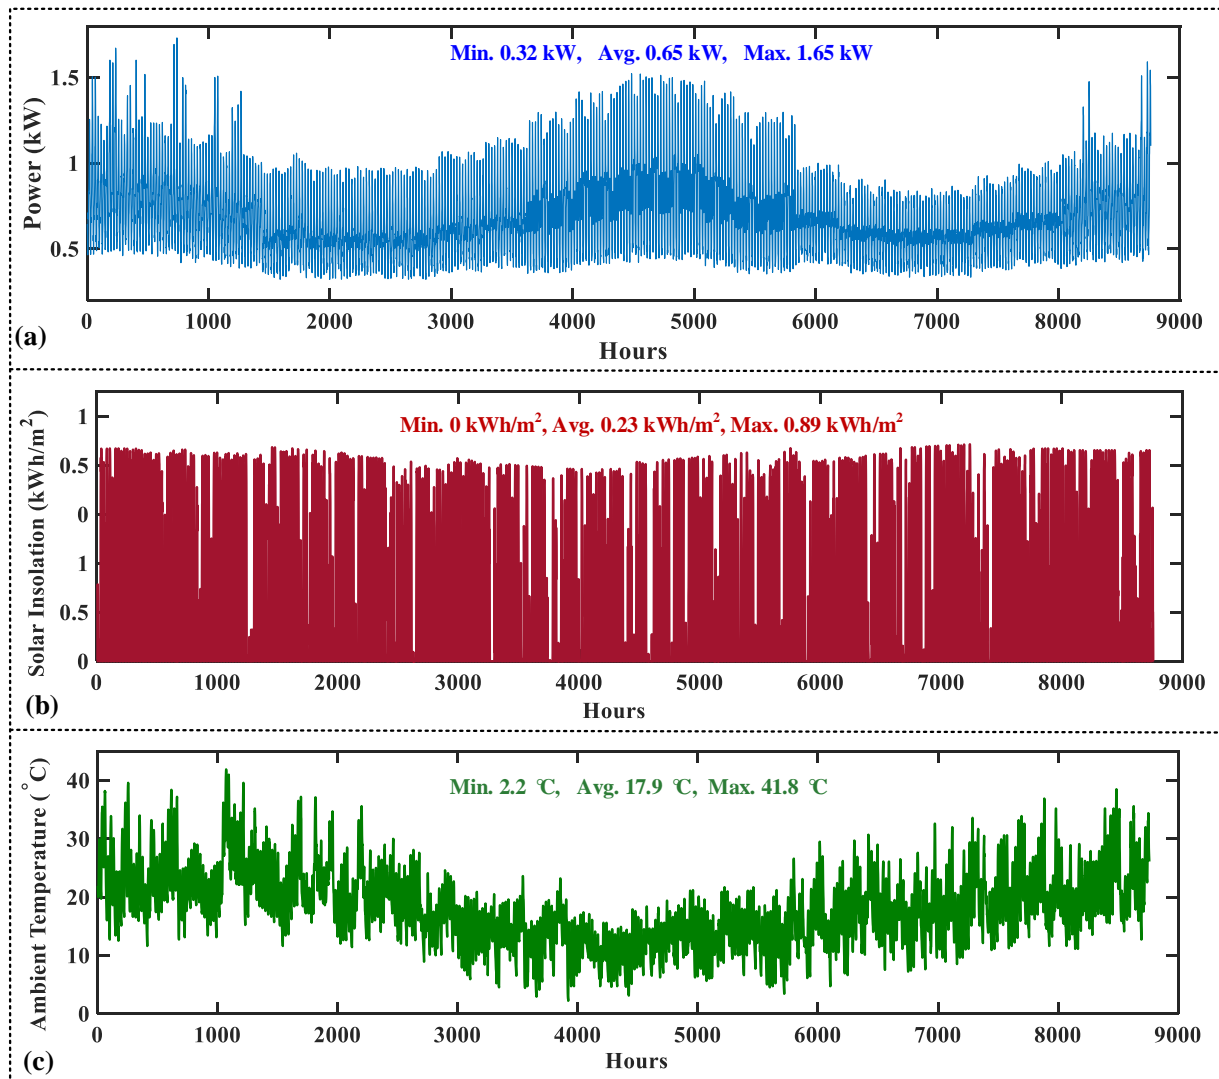 Min. 0.32 kW, Avg. 0.65 kW, Max. 1.65 kW
Power (kW)
1.5
1
0.5
0 1000 2000 3000 4000 5000 6000 7000 8000 9000
(a)
Hours
Min. 0 kWh/m², Avg. 0.23 kWh/m², Max. 0.89 kWh/m²
Solar Insolation (kWh/m²)
1
0.5
0
1
0.5
0
0 1000 2000 3000 4000 5000 6000 7000 8000 9000
(b)
Hours
Min. 2.2 °C, Avg. 17.9 °C, Max. 41.8 °C
Ambient Temperature (°C)
40
30
20
10
0
0 1000 2000 3000 4000 5000 6000 7000 8000 9000
(c)
Hours